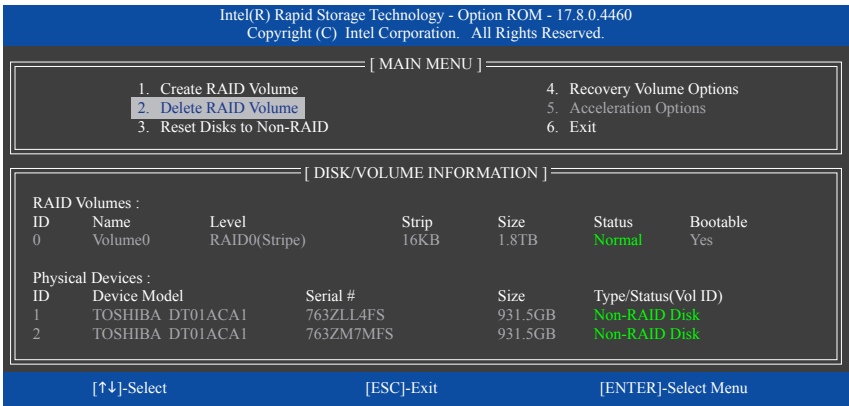 Intel(R) Rapid Storage Technology - Option ROM - 17.8.0.4460
Copyright (C) Intel Corporation. All Rights Reserved.
[ MAIN MENU ]
1. Create RAID Volume
2. Delete RAID Volume
3. Reset Disks to Non-RAID
4. Recovery Volume Options
5. Acceleration Options
6. Exit
[ DISK/VOLUME INFORMATION ]
RAID Volumes :
ID Name Level Strip Size Status Bootable
0 Volume0 RAID0(Stripe) 16KB 1.8TB Normal Yes
Physical Devices :
ID Device Model Serial # Size Type/Status(Vol ID)
1 TOSHIBA DT01ACA1 763ZLL4FS 931.5GB Non-RAID Disk
2 TOSHIBA DT01ACA1 763ZM7MFS 931.5GB Non-RAID Disk
[↑↓]-Select [ESC]-Exit [ENTER]-Select Menu